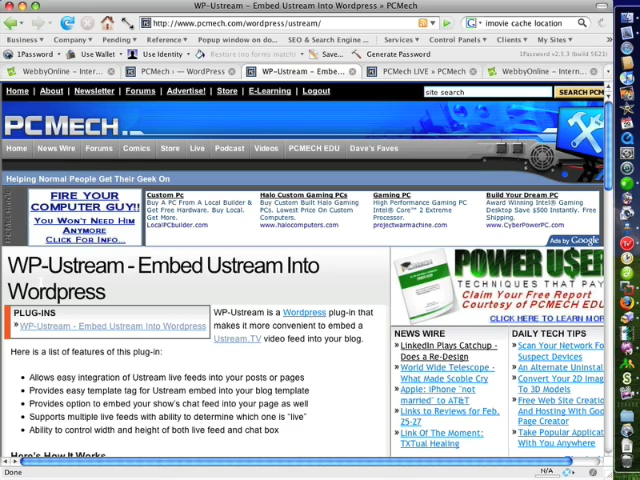 WP-Ustream - Embed Ustream Into Wordpress » PCMech
http://www.pcmech.com/wordpress/ustream/
imovie cache location
Business Company Pending Reference Popup window on do... SEO & Search Engine ... Services Control Panels Clients My Sites
1Password Use Wallet Use Identity Restore (no forms matched) Save... Generate Password
1Password v2.5.3 (build 5621)
WebbyOnline - Inter... PCMech › — WordPress WP-Ustream - Embe... PCMech LIVE » PCMech WebbyOnline - Intern...
Home | About | Newsletter | Forums | Advertise! | Store | E-Learning | Logout
site search
SEARCH PCM
PCMECH
Home News Wire Forums Comics Store Live Podcast Videos PCMECH EDU Dave's Faves
Helping Normal People Get Their Geek On
FIRE YOUR
COMPUTER GUY!!
YOU WON'T NEED HIM
ANYMORE
CLICK FOR INFO...
Custom Pc
Buy A PC From A Local Builder &
Get Free Hardware. Buy Local.
Get More.
LocalPCbuilder.com
Halo Custom Gaming PCs
Custom Built Halo Gaming
PCs. Lowest Price On Custom
Computers.
www.halocomputers.com
Gaming PC
High Performance Gaming PC
Intel® Core™ 2 Extreme
Processor.
prejectwarmachine.com
Build Your Dream PC
Award Winning Intel® Gaming
Desktop Save $500 Instantly. Free
Shipping.
www.CyberPowerPC.com
Ads by Google
WP-Ustream - Embed Ustream Into
Wordpress
PLUG-INS
» WP-Ustream - Embed Ustream Into Wordpress
WP-Ustream is a Wordpress plug-in that
makes it more convenient to embed a
Ustream.TV video feed into your blog.
Here is a list of features of this plug-in:
• Allows easy integration of Ustream live feeds into your posts or pages
• Provides easy template tag for Ustream embed into your blog template
• Provides option to embed your show's chat feed into your page as well
• Supports multiple live feeds with ability to determine which one is "live"
• Ability to control width and height of both live feed and chat box
Here's How It Works
POWER U$ER
TECHNIQUES THAT PAY
Claim Your Free Report
Courtesy of PCMECH EDU
CLICK HERE TO LEARN MOR
NEWS WIRE
» LinkedIn Plays Catchup -
Does a Re-Design
» World Wide Telescope -
What Made Scoble Cry
» Apple: iPhone "not
married" to AT&T
» Links to Reviews for Feb.
25-27
» Link Of The Moment:
TXTual Healing
DAILY TECH TIPS
» Scan Your Network Fo
Suspect Devices
» An Alternate Uninstal
» Convert Your 2D Imag
To 3D Models
» Free Web Site Creatio
And Hosting With Goo
Page Creator
» Take Popular Applicat
With You Anywhere
Done
N/A